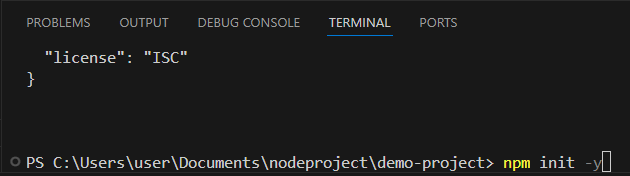 PROBLEMS OUTPUT DEBUG CONSOLE TERMINAL PORTS
"license": "ISC"
}
PS C:\Users\user\Documents\nodeproject\demo-project> npm init -y